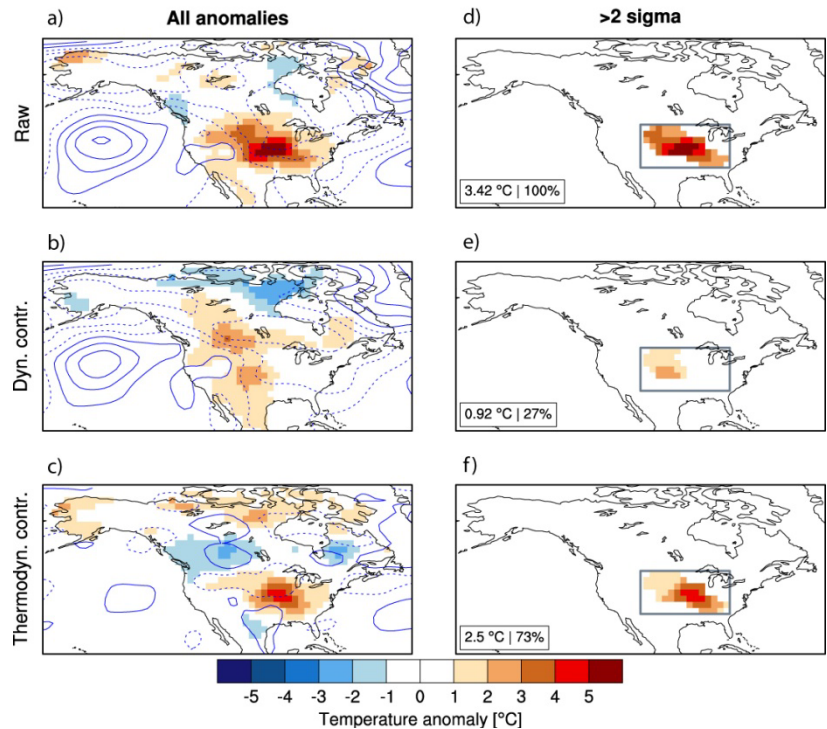 a)
All anomalies
d)
>2 sigma
Raw
3.42 °C | 100%
b)
e)
Dyn. contr.
0.92 °C | 27%
c)
f)
Thermodyn. contr.
2.5 °C | 73%
-5 -4 -3 -2 -1 0 1 2 3 4 5
Temperature anomaly [°C]